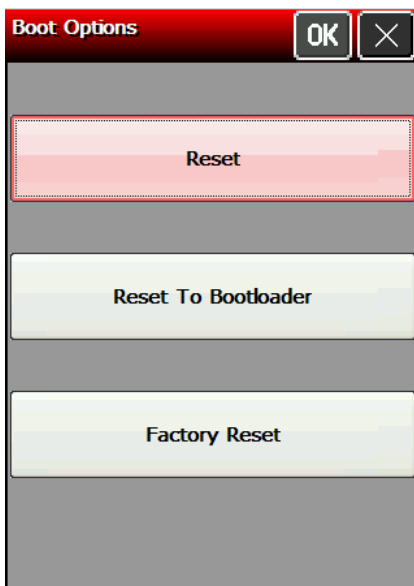 Boot Options
OK
Reset
Reset To Bootloader
Factory Reset